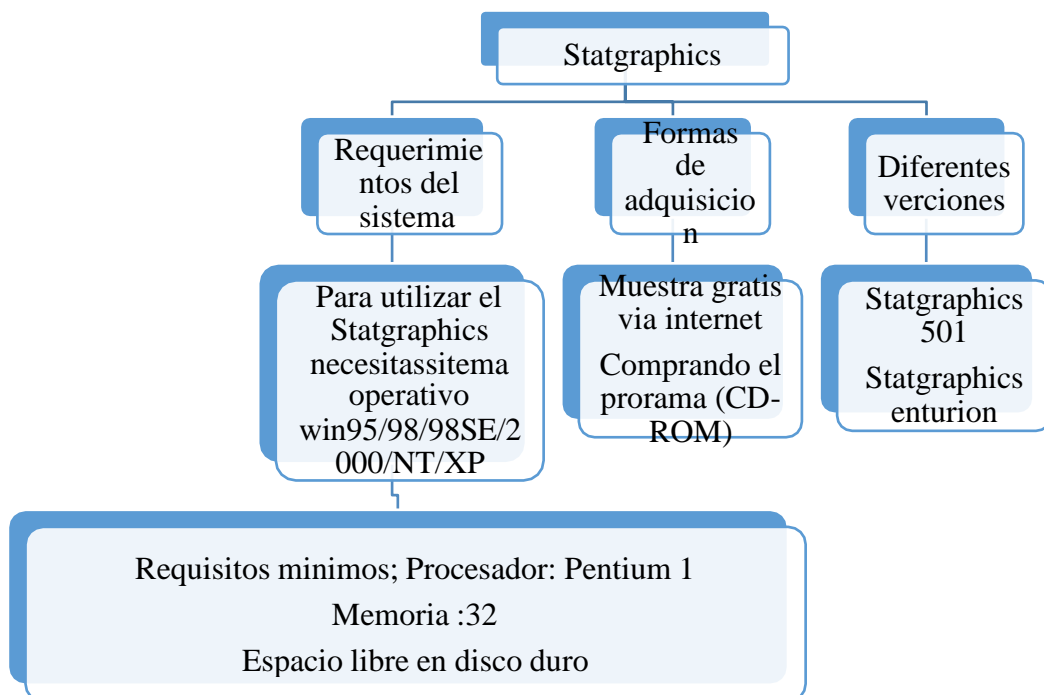 Statgraphics
Requerimie
ntos del
sistema
Formas
de
adquisicio
n
Diferentes
verciones
Para utilizar el
Statgraphics
necesitassitema
operativo
win95/98/98SE/2
000/NT/XP
Muestra gratis
via internet
Comprando el
prorama (CD-
ROM)
Statgraphics
501
Statgraphics
enturion
Requisitos minimos; Procesador: Pentium 1
Memoria :32
Espacio libre en disco duro